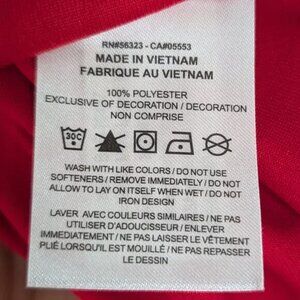 RN#56323 - CA#05553
MADE IN VIETNAM
FABRIQUE AU VIETNAM
100% POLYESTER
EXCLUSIVE OF DECORATION / DECORATION
NON COMPRISE
30C
WASH WITH LIKE COLORS / DO NOT USE
SOFTENERS / REMOVE IMMEDIATELY / DO NOT
ALLOW TO LAY ON ITSELF WHEN WET / DO NOT
IRON DESIGN
LAVER AVEC COULEURS SIMILAIRES / NE PAS
UTILISER D'ADOUCISSANT / ENLEVER
IMMEDIATEMENT / NE PAS LAISSER LE VÊTEMENT
PLIÉ LORSQU'IL EST MOUILLÉ / NE PAS REPASSER
LE DESSIN